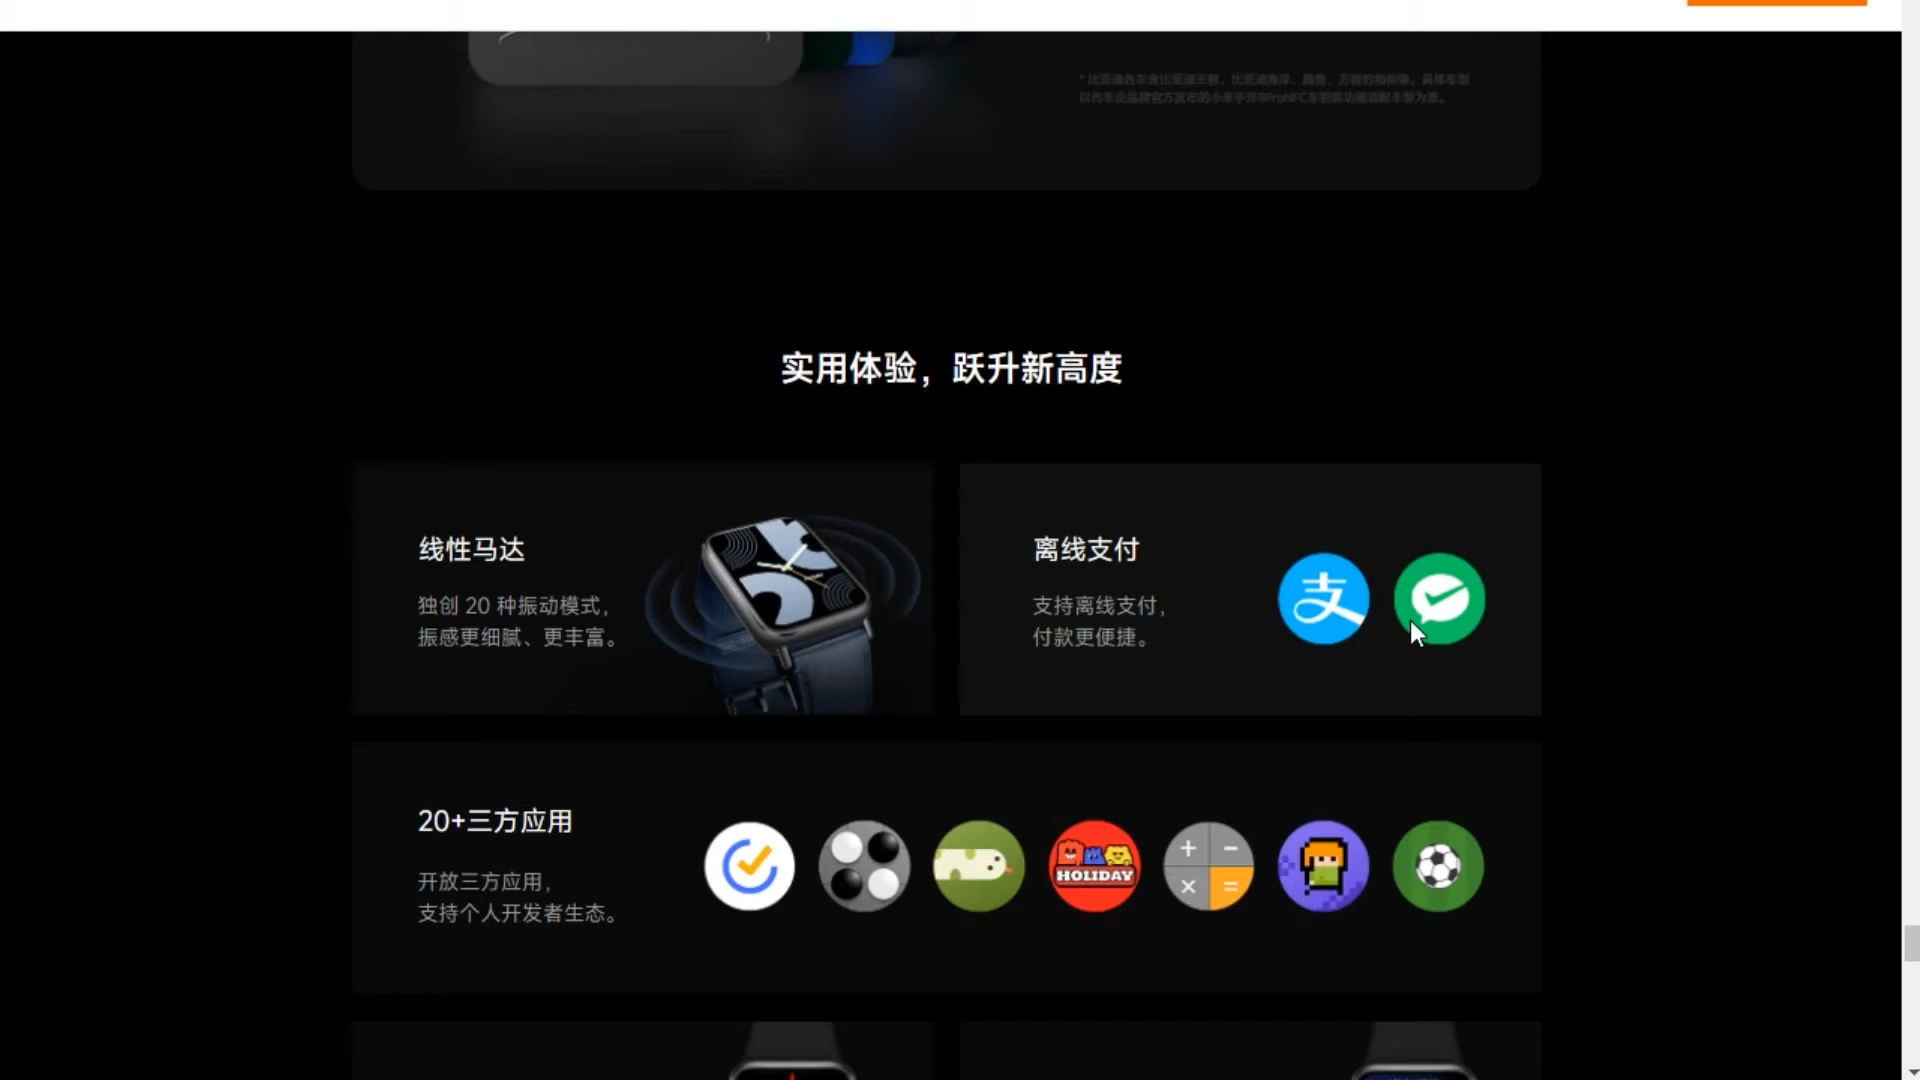 实用体验，跃升新高度
线性马达
独创 20 种振动模式，
振感更细腻、更丰富。
离线支付
支持离线支付，
付款更便捷。
支
20+三方应用
开放三方应用，
支持个人开发者生态。
HOLIDAY